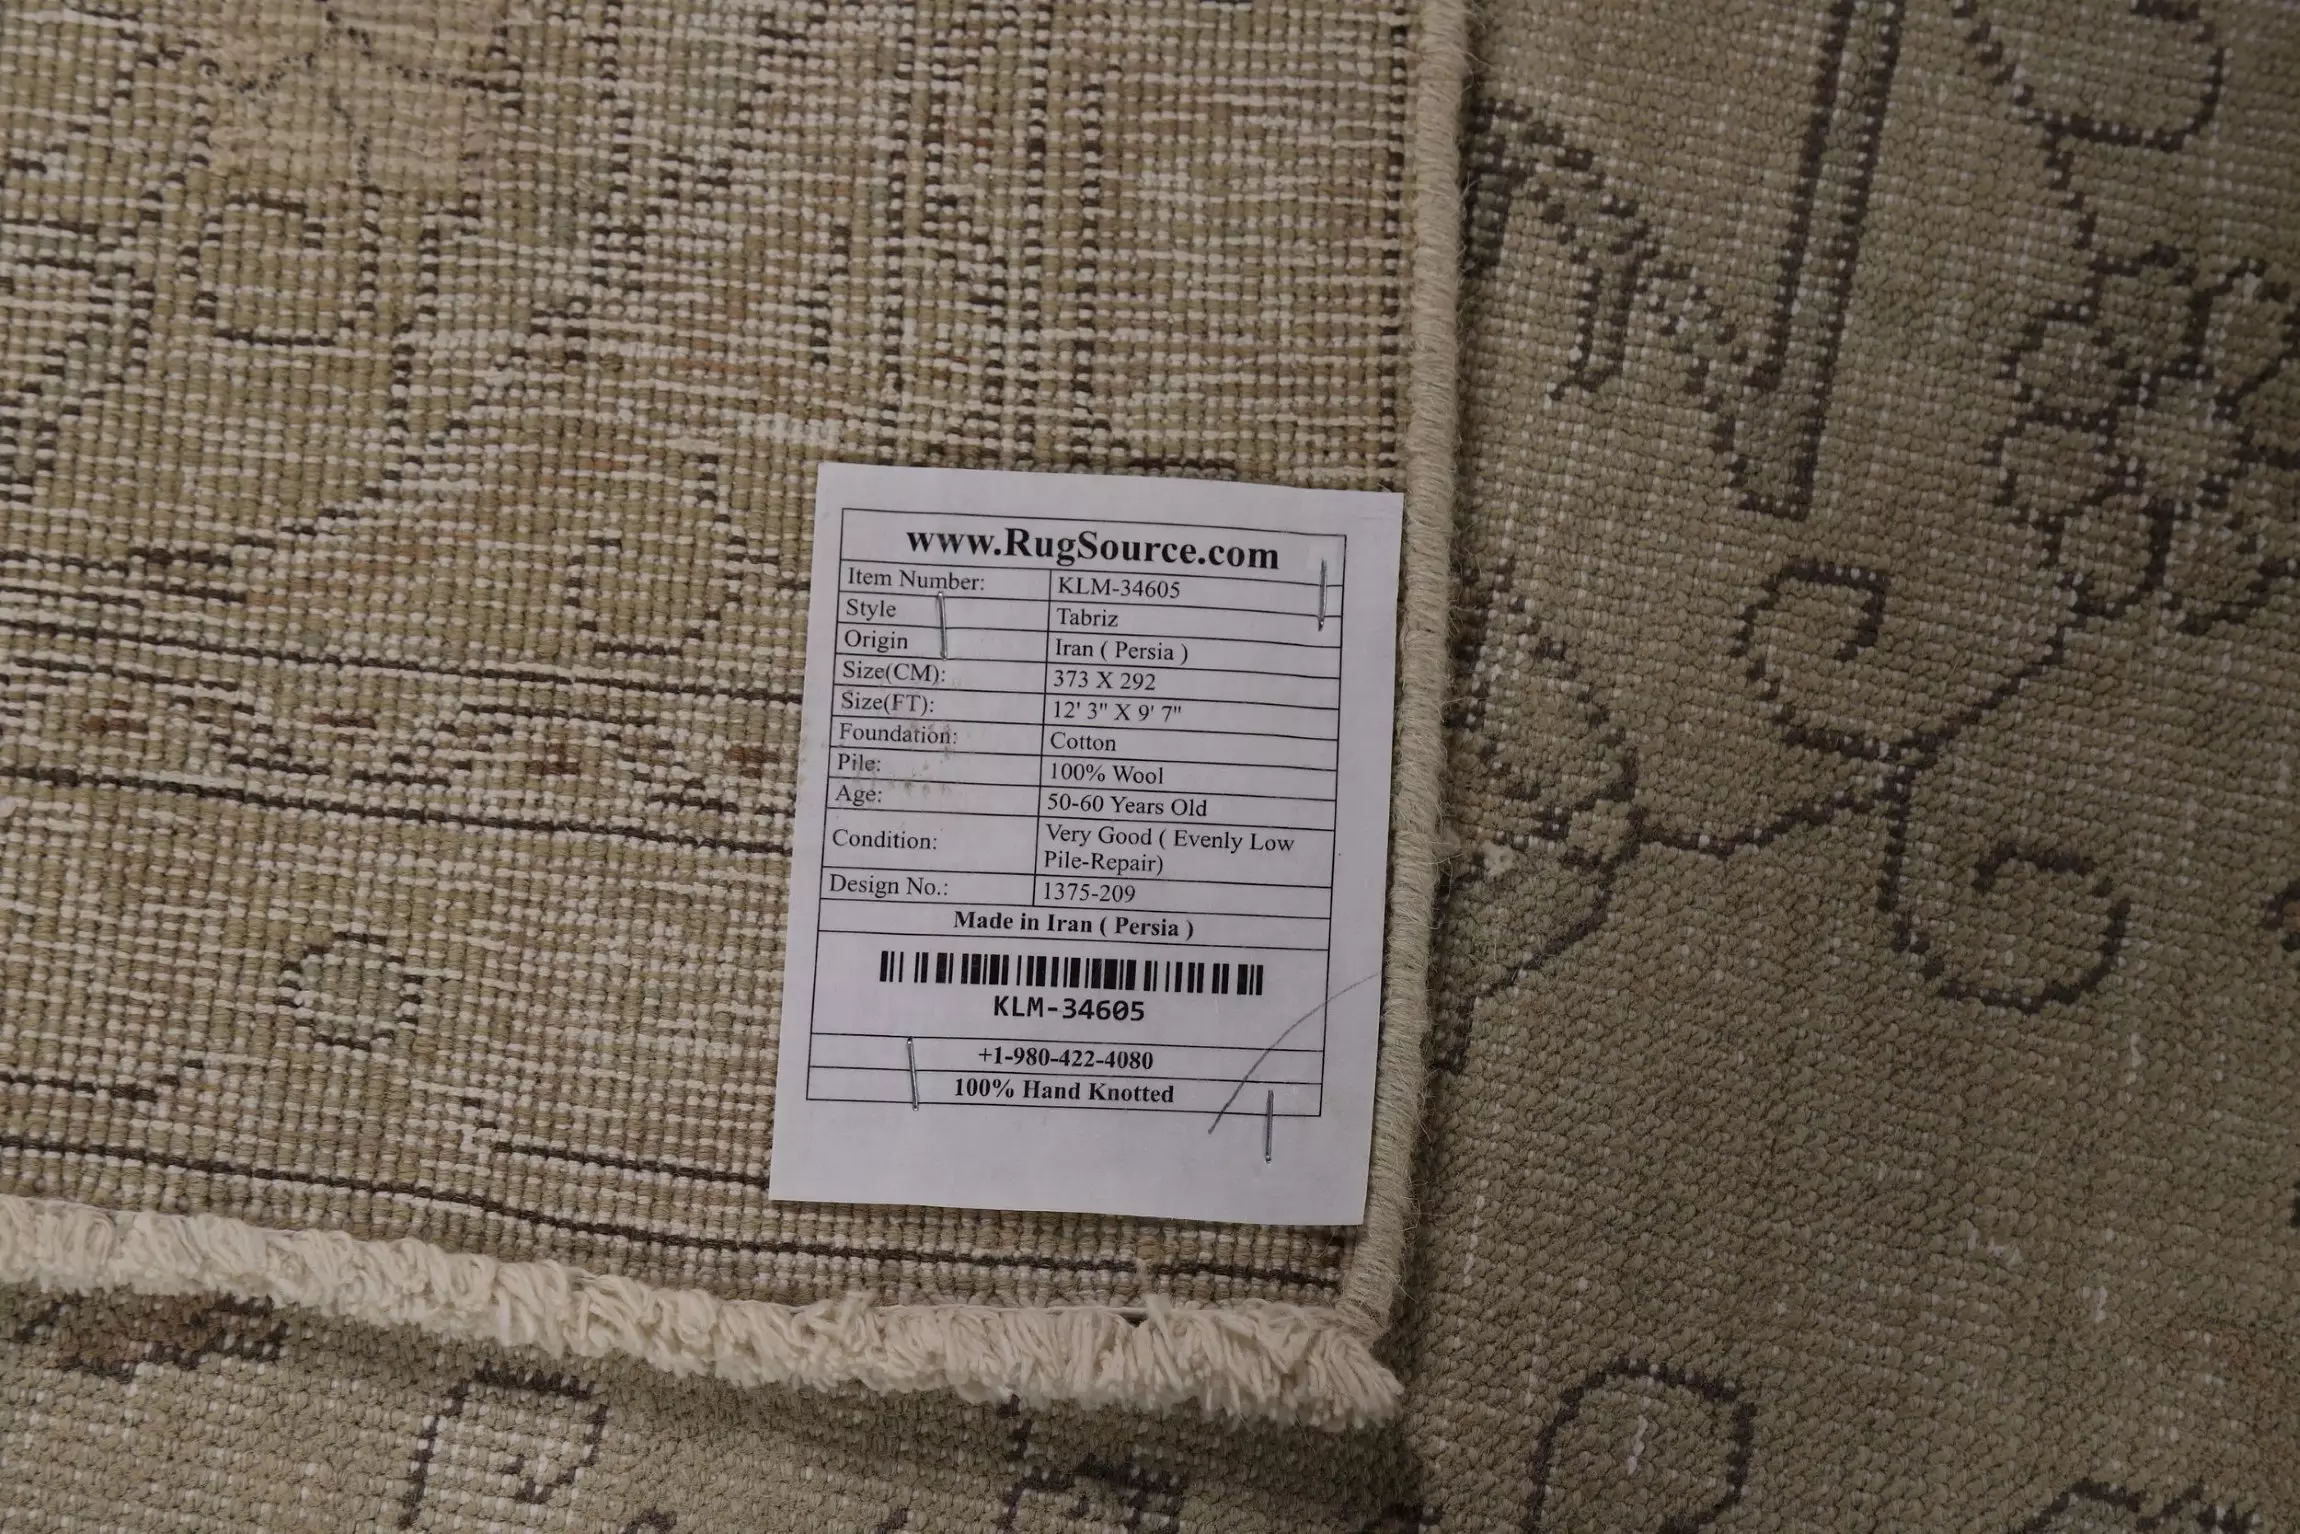 www.RugSource.com
Item Number: KLM-34605
Style Tabriz
Origin Iran ( Persia )
Size(CM): 373 X 292
Size(FT): 12' 3" X 9' 7"
Foundation: Cotton
Pile: 100% Wool
Age: 50-60 Years Old
Condition: Very Good ( Evenly Low
Pile-Repair)
Design No.: 1375-209
Made in Iran ( Persia )
KLM-34605
+1-980-422-4080
100% Hand Knotted